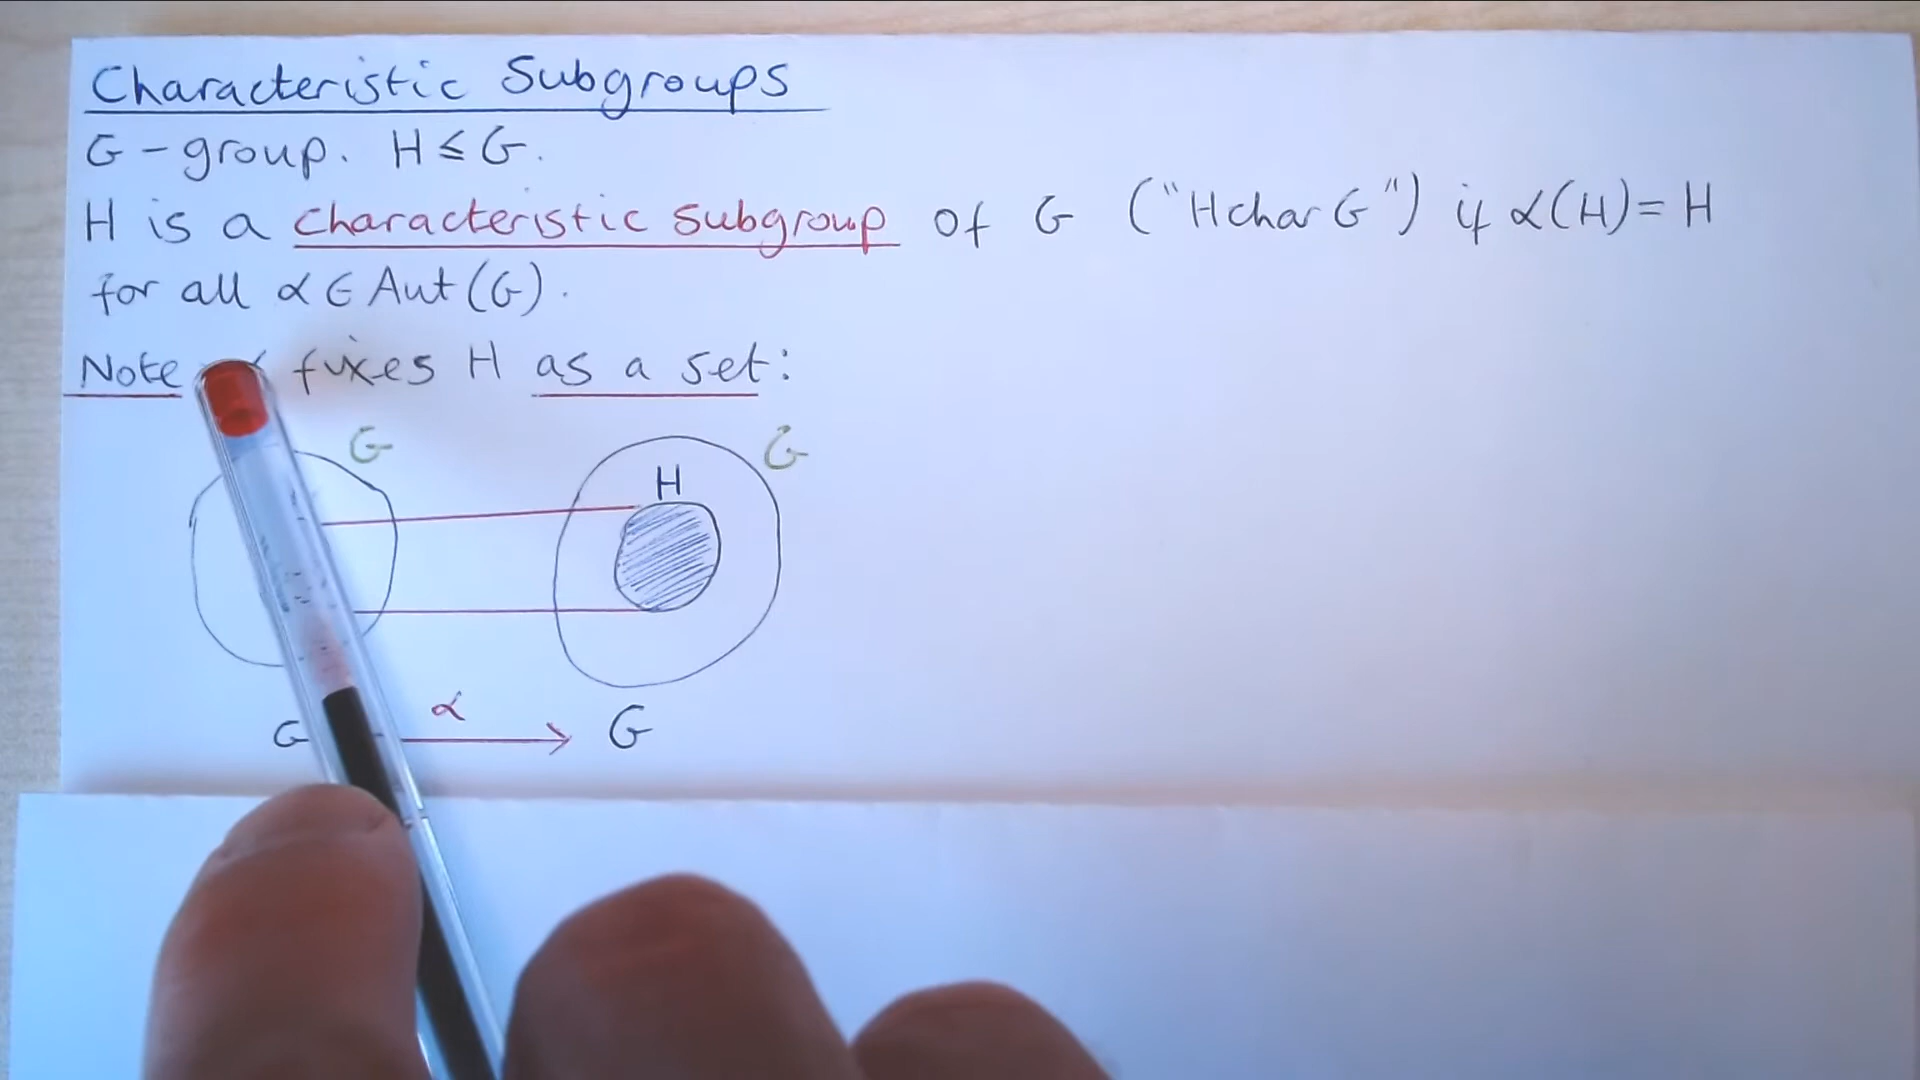 Characteristic Subgroups
G - group. H ≤ G.
H is a characteristic subgroup of G ("H char G") if α(H) = H
for all α ∈ Aut(G).
Note fixes H as a set:
G G
H
α
G G